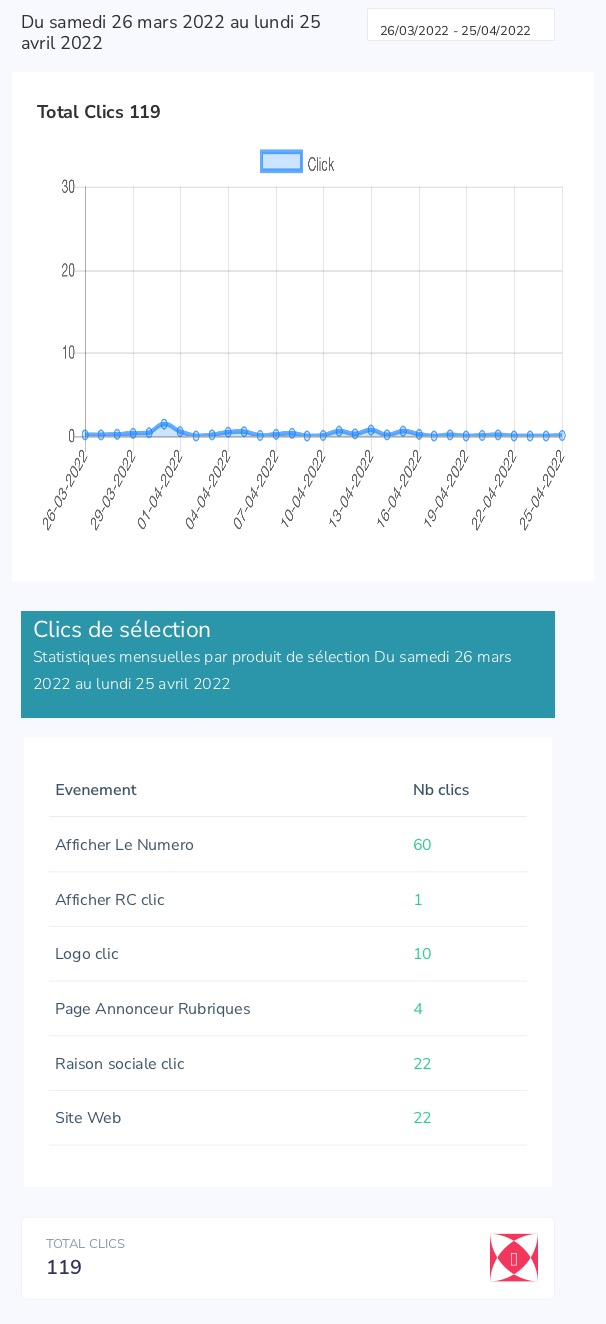 Du samedi 26 mars 2022 au lundi 25
avril 2022
26/03/2022 - 25/04/2022
Total Clics 119
Click
30
20
10
0
26-03-2022
29-03-2022
01-04-2022
04-04-2022
07-04-2022
10-04-2022
13-04-2022
16-04-2022
19-04-2022
22-04-2022
25-04-2022
Clics de sélection
Statistiques mensuelles par produit de sélection Du samedi 26 mars
2022 au lundi 25 avril 2022
Evenement Nb clics
Afficher Le Numero 60
Afficher RC clic 1
Logo clic 10
Page Annonceur Rubriques 4
Raison sociale clic 22
Site Web 22
TOTAL CLICS
119